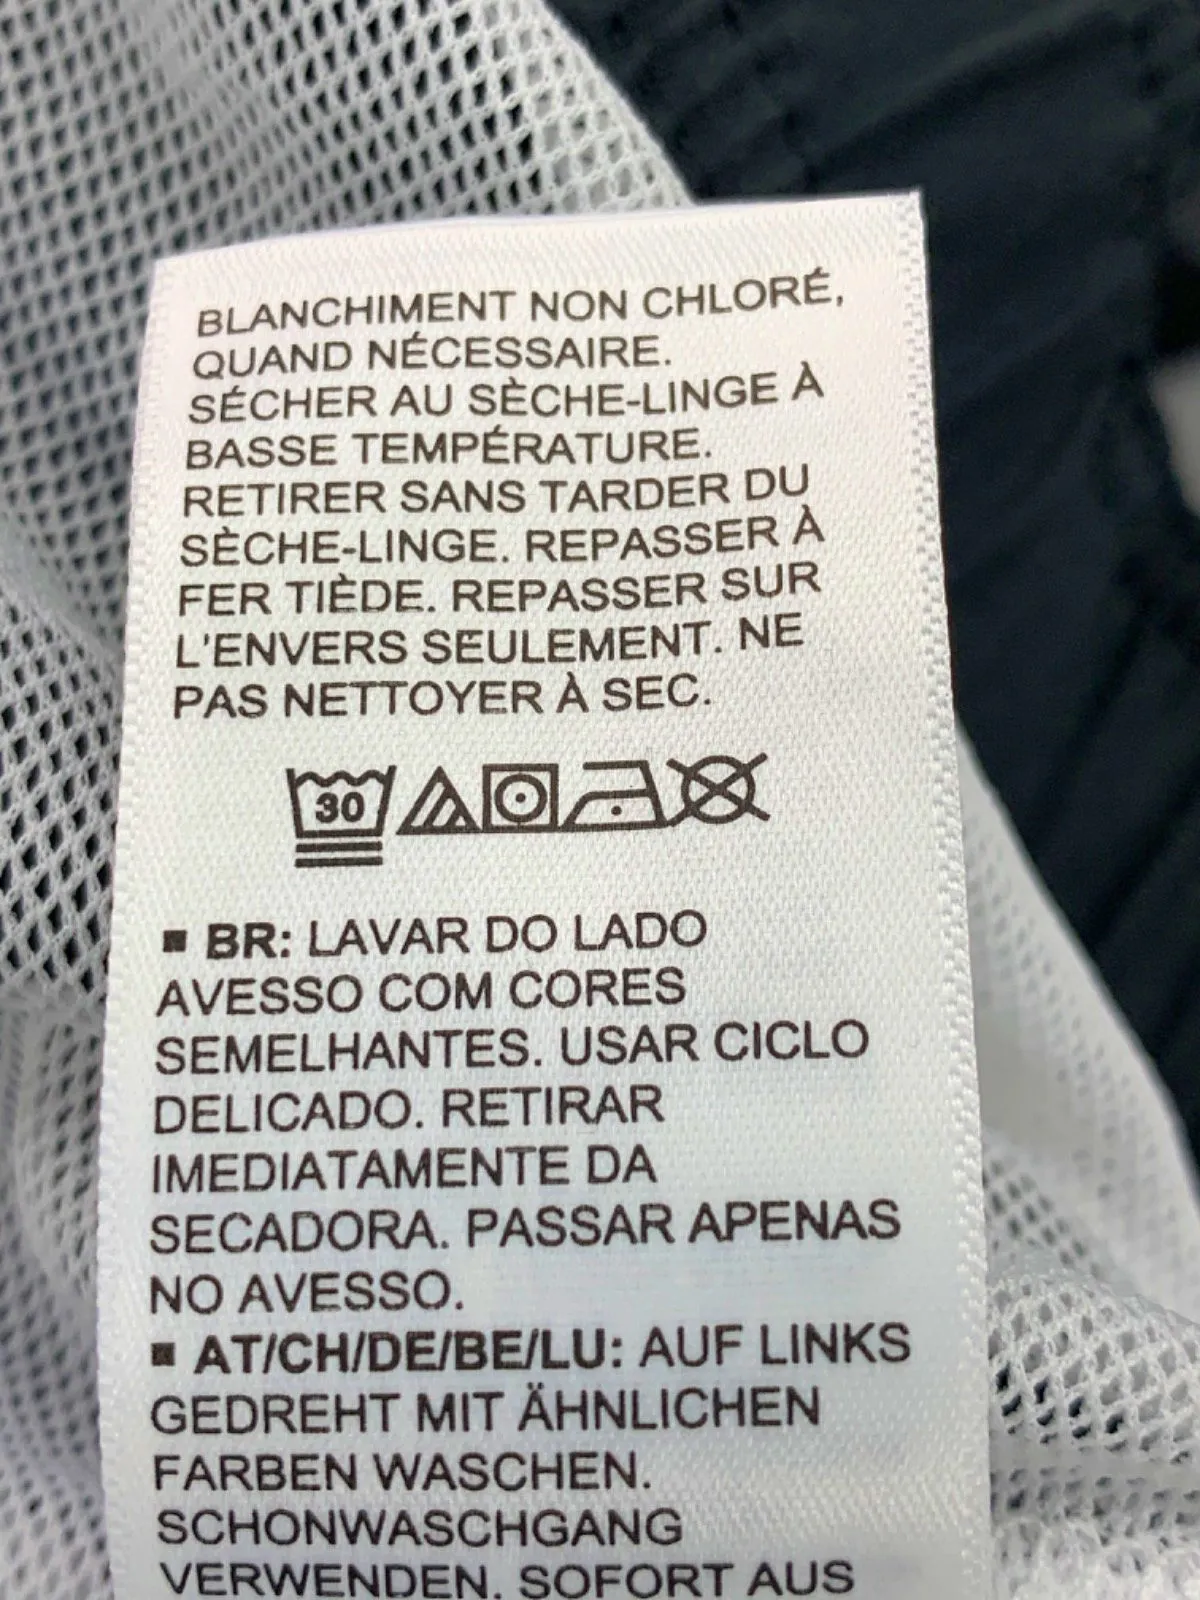 BLANCHIMENT NON CHLORÉ,
QUAND NÉCESSAIRE.
SÉCHER AU SÈCHE-LINGE À
BASSE TEMPÉRATURE.
RETIRER SANS TARDER DU
SÈCHE-LINGE. REPASSER À
FER TIÈDE. REPASSER SUR
L'ENVERS SEULEMENT. NE
PAS NETTOYER À SEC.
30
▪ BR: LAVAR DO LADO
AVESSO COM CORES
SEMELHANTES. USAR CICLO
DELICADO. RETIRAR
IMEDIATAMENTE DA
SECADORA. PASSAR APENAS
NO AVESSO.
▪ AT/CH/DE/BE/LU: AUF LINKS
GEDREHT MIT ÄHNLICHEN
FARBEN WASCHEN.
SCHONWASCHGANG
VERWENDEN. SOFORT AUS